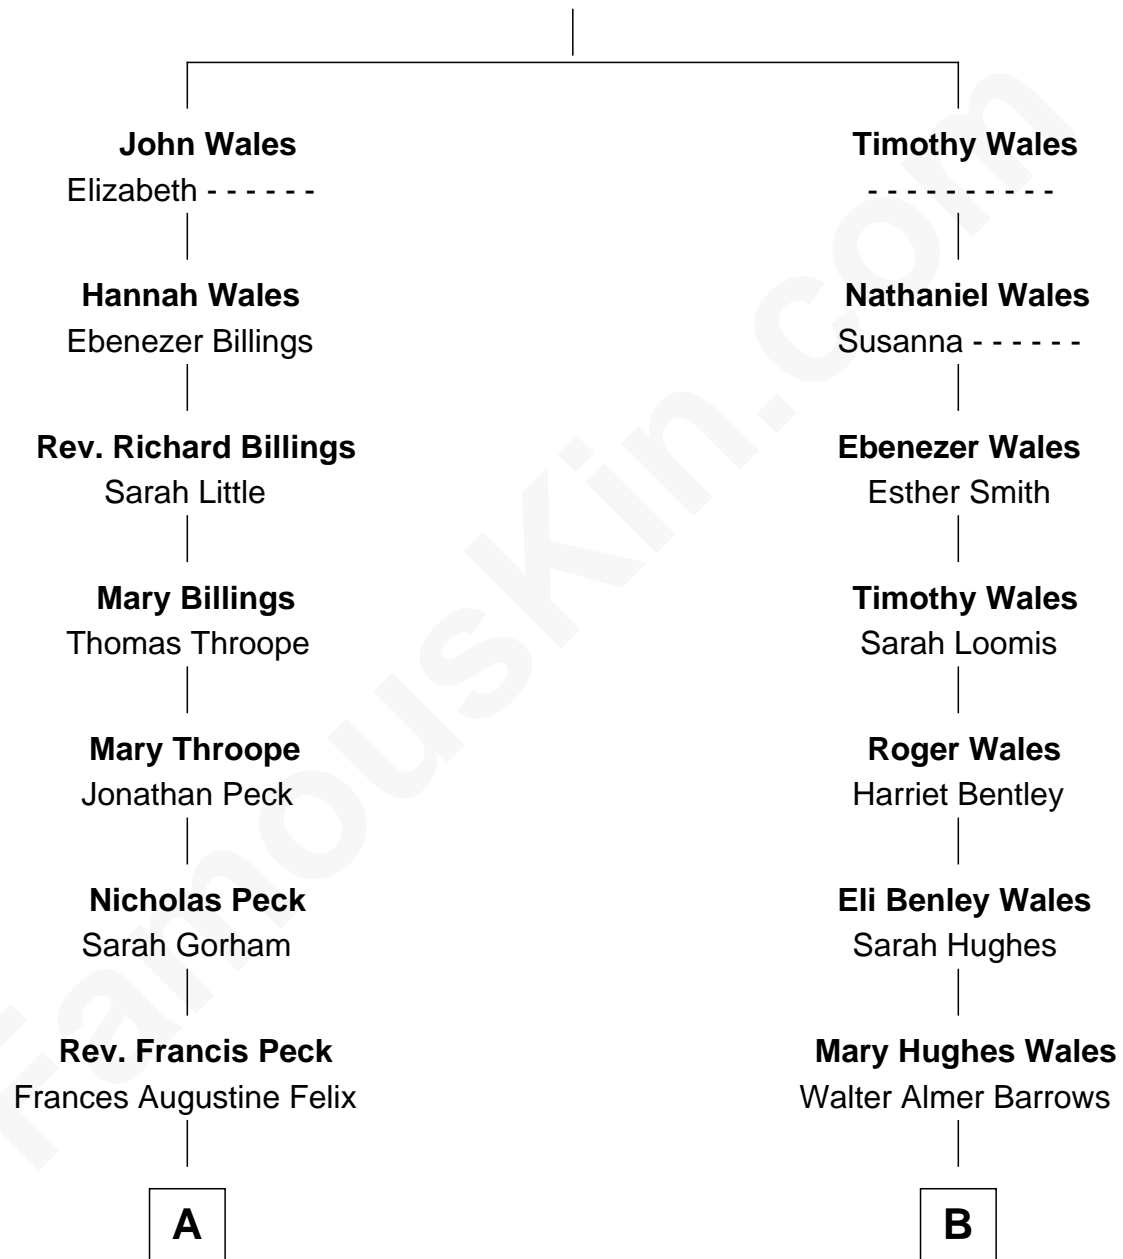 John Wales
Elizabeth - - - - - -
Timothy Wales
- - - - - - - - - -
Hannah Wales
Ebenezer Billings
Nathaniel Wales
Susanna - - - - - -
Rev. Richard Billings
Sarah Little
Ebenezer Wales
Esther Smith
Mary Billings
Thomas Throope
Timothy Wales
Sarah Loomis
Mary Throope
Jonathan Peck
Roger Wales
Harriet Bentley
Nicholas Peck
Sarah Gorham
Eli Benley Wales
Sarah Hughes
Rev. Francis Peck
Frances Augustine Felix
Mary Hughes Wales
Walter Almer Barrows
A
B
FamousKin.com